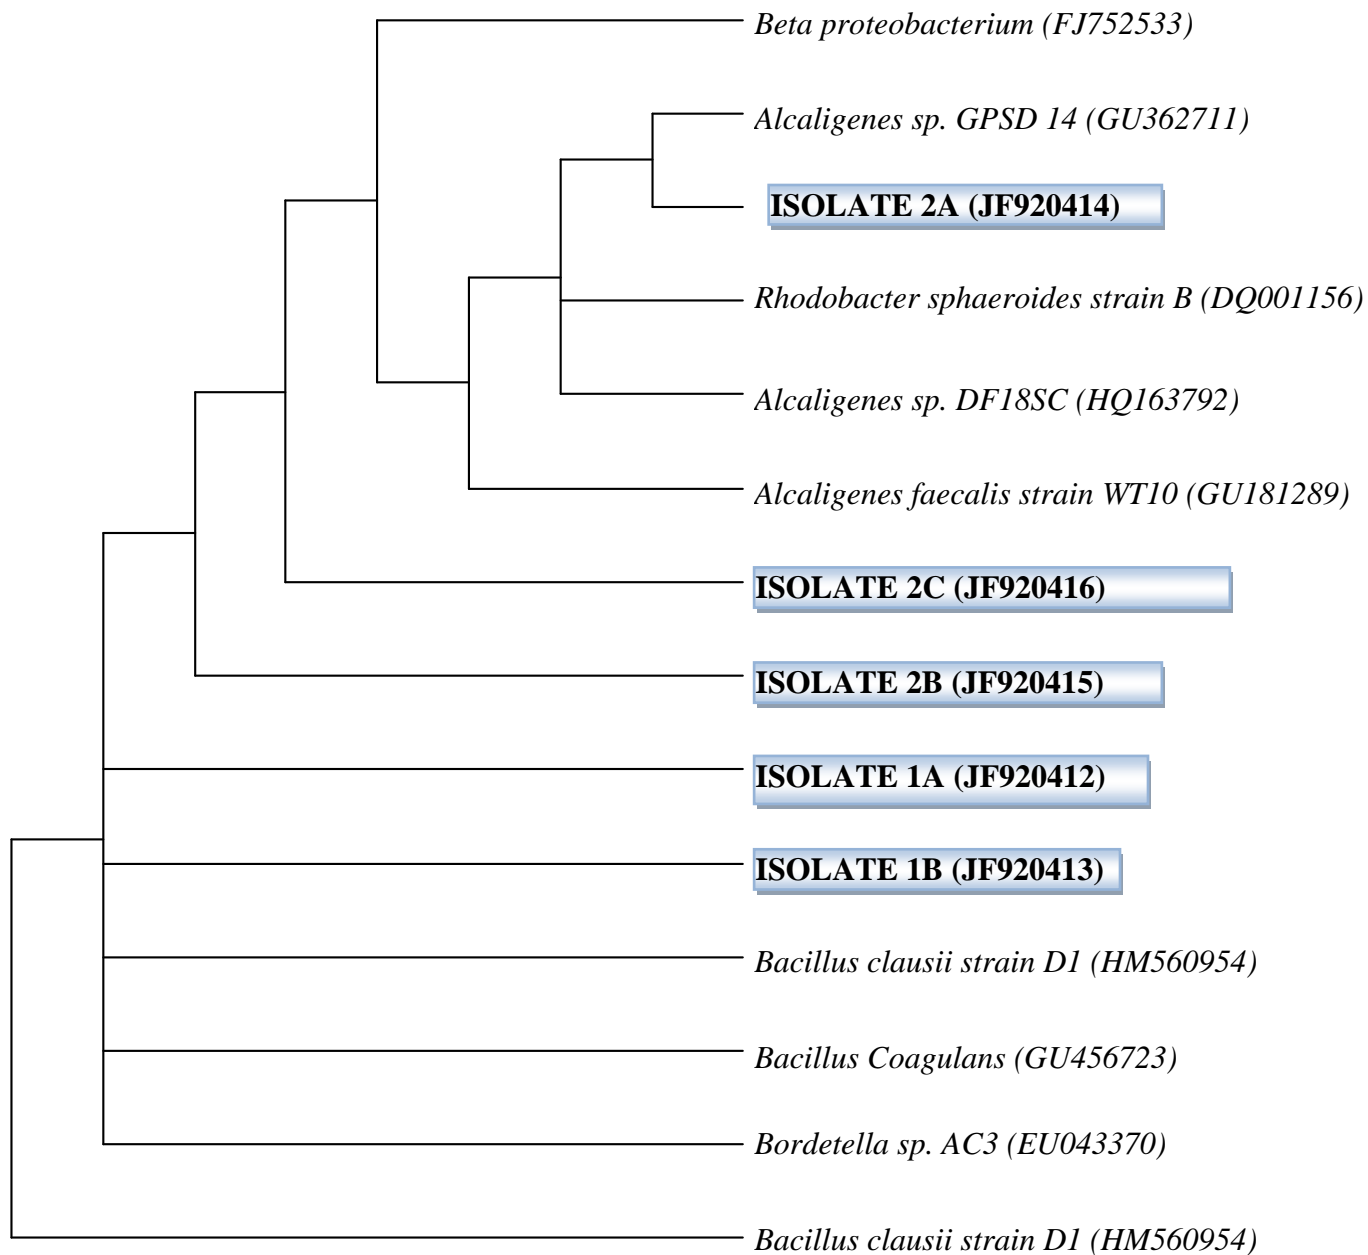 Beta proteobacterium (FJ752533)
Alcaligenes sp. GPSD 14 (GU362711)
ISOLATE 2A (JF920414)
Rhodobacter sphaeroides strain B (DQ001156)
Alcaligenes sp. DF18SC (HQ163792)
Alcaligenes faecalis strain WT10 (GU181289)
ISOLATE 2C (JF920416)
ISOLATE 2B (JF920415)
ISOLATE 1A (JF920412)
ISOLATE 1B (JF920413)
Bacillus clausii strain D1 (HM560954)
Bacillus Coagulans (GU456723)
Bordetella sp. AC3 (EU043370)
Bacillus clausii strain D1 (HM560954)